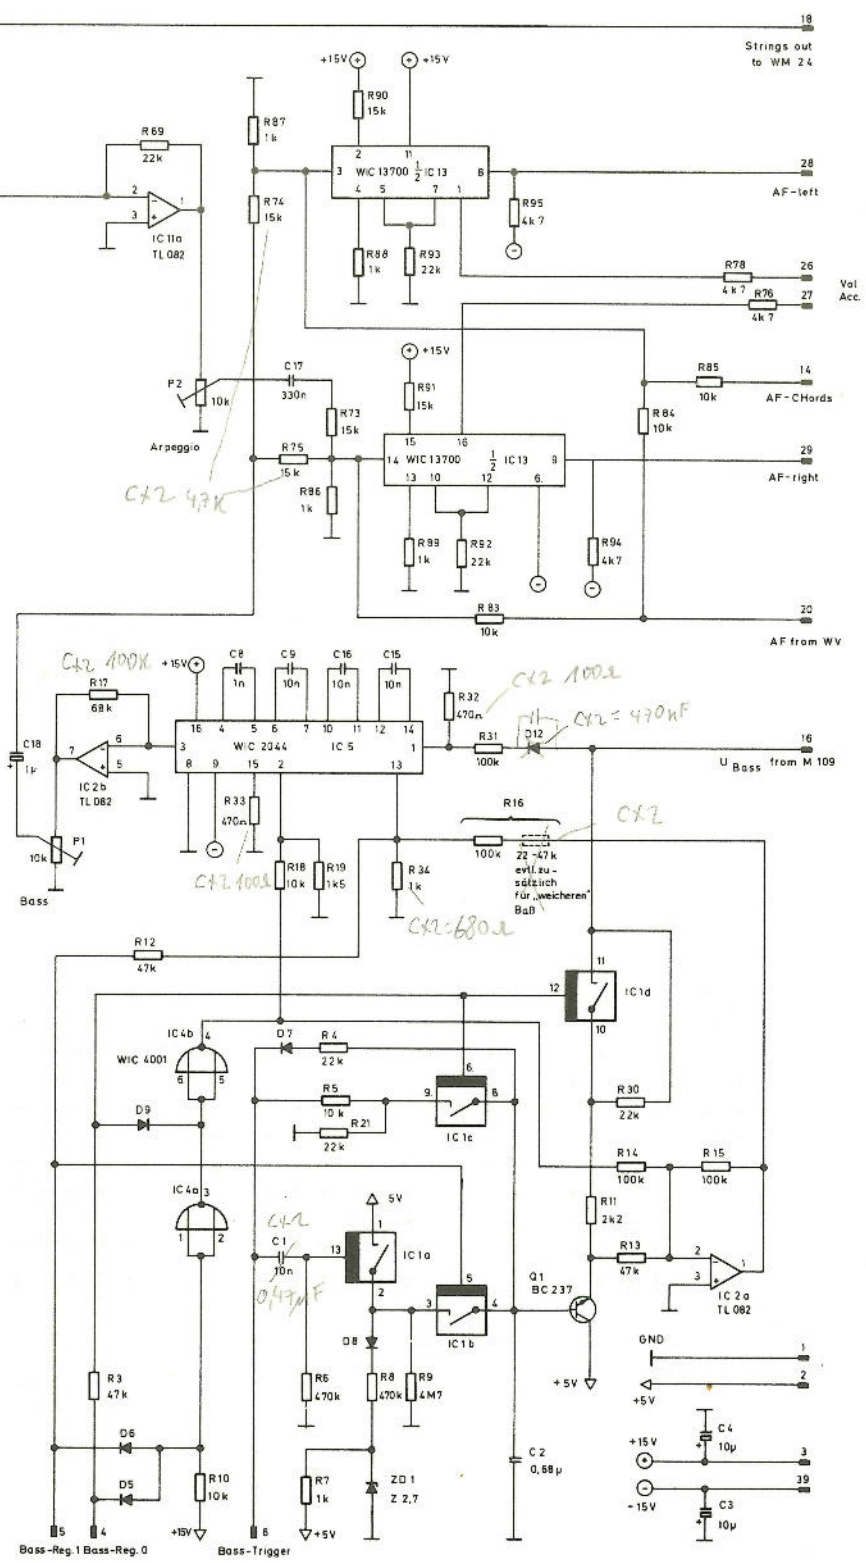 18
Strings out
to WM 24
+15V +15V
R90
15k
R69
22k
R87
1k
2 11
3 WIC 13700 1/2 IC13 8
4 5 7 1
28
AF-left
2
3
1
IC11a
TL 082
R74
15k
R95
4k7
R88
1k
R93
22k
R78
4k7
26
R76
4k7
27
Vol
Acc.
+15V
R91
15k
P2
10k
C17
330n
R85
10k
14
AF-CHords
R73
15k
R84
10k
Arpeggio
15 16
14 WIC 13700 1/2 IC13 9
13 10 12 6.
R75
15k
29
AF-right
CX2 4,7K
R86
1k
R89
1k
R92
22k
R94
4k7
R83
10k
20
AF from WV
CX2 100K
R17
68k
+15V
C8
1n
C9
10n
C16
10n
C15
10n
R32
470n
CX2 100Ω
16 4 5 6 7 10 11 12 14
3 WIC 2044 IC 5 1
8 9 15 2 13
R31
100k
D12
CX2 = 470nF
16
U Bass from M 109
C18
1µ
7
6
5
IC2b
TL 082
P1
10k
Bass
R33
470n
CX2 100Ω
R18
10k
R19
1k5
R34
1k
CX2=680Ω
R16
100k
22-47k
evtl. zu-
sätzlich
für „weicheren"
Baß
CX2
R12
47k
11
12
IC1d
10
IC4b 4
WIC 4001
6 5
D7
R4
22k
6.
R5
10k
9. 8
IC1c
R21
22k
R30
22k
D9
R14
100k
R15
100k
IC4a 3
1 2
R11
2k2
CX2
C1
10n
0,47µF
5V
1
13
IC1a
2
R13
47k
2
3
1
IC2a
TL 082
5
3 4
IC1b
Q1
BC237
D8
GND
1
R3
47k
R6
470k
R8
470k
R9
4M7
+5V
2
+5V
D6
C2
0,68µ
C4
10µ
+15V
3
D5
R10
10k
R7
1k
ZD1
Z 2,7
39
-15V
C3
10µ
+15V
+5V
5 4 6
Bass-Reg.1 Bass-Reg.0 Bass-Trigger